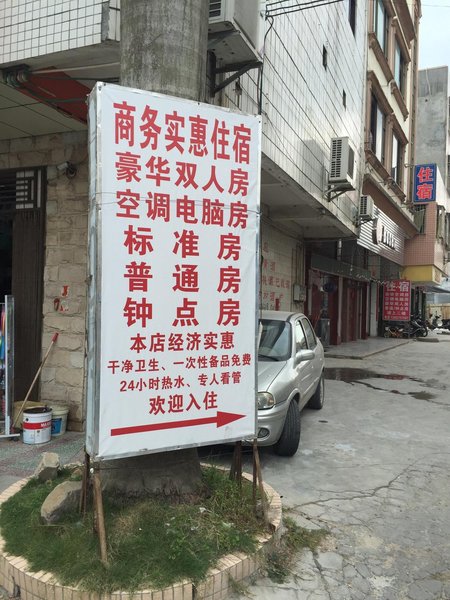 商务实惠住宿
豪华双人房
空调电脑房
标准房
普通房
钟点房
本店经济实惠
干净卫生、一次性备品免费
24小时热水、专人看管
欢迎入住
住宿
住宿